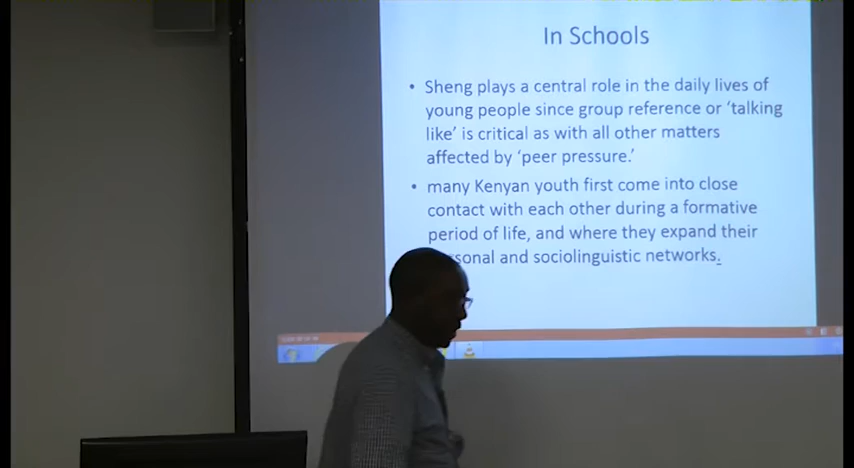 In Schools
• Sheng plays a central role in the daily lives of
young people since group reference or ‘talking
like’ is critical as with all other matters
affected by ‘peer pressure.’
• many Kenyan youth first come into close
contact with each other during a formative
period of life, and where they expand their
sonal and sociolinguistic networks.